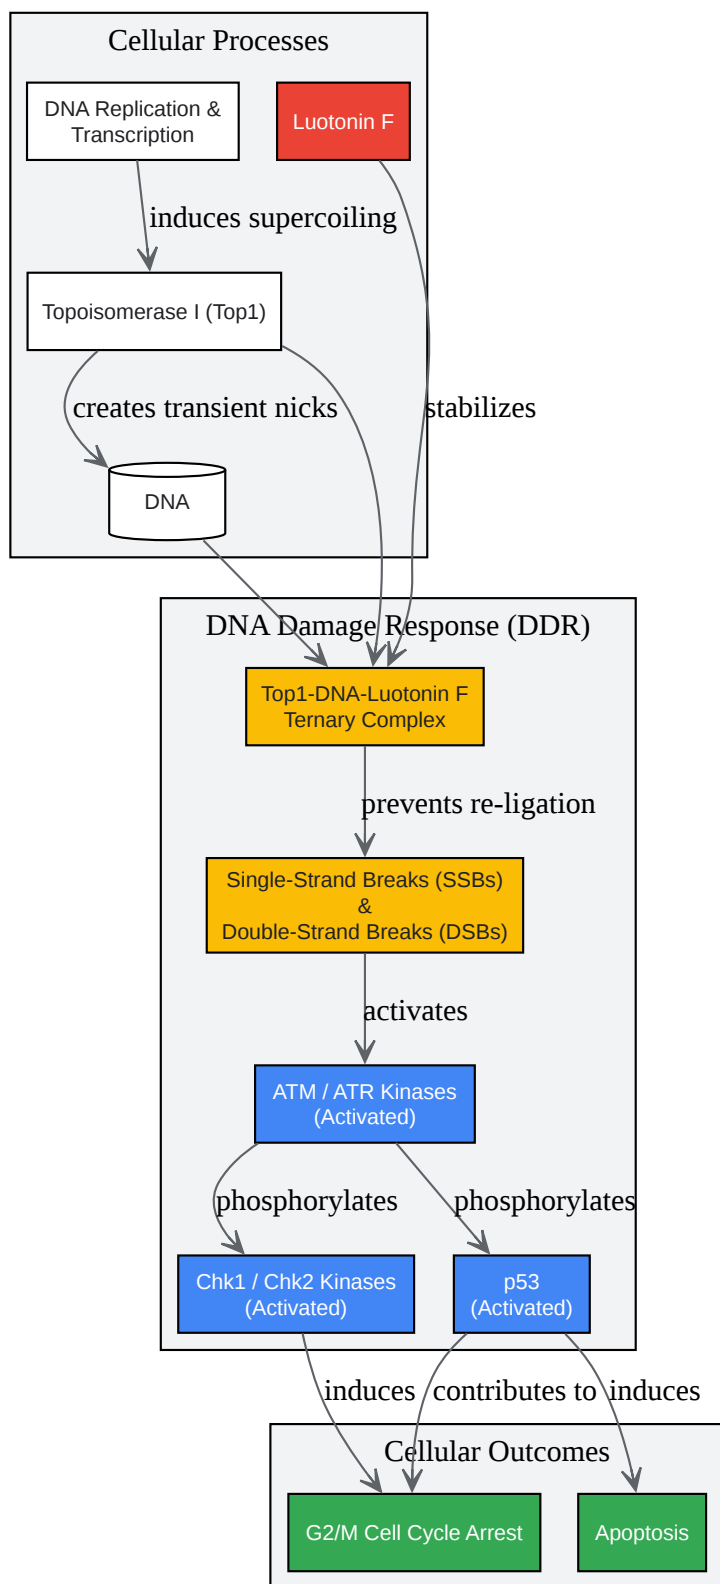 Cellular Processes
DNA Replication &
Transcription
Luotonin F
induces supercoiling
Topoisomerase I (Top1)
creates transient nicks
stabilizes
DNA
DNA Damage Response (DDR)
Top1-DNA-Luotonin F
Ternary Complex
prevents re-ligation
Single-Strand Breaks (SSBs)
&
Double-Strand Breaks (DSBs)
activates
ATM / ATR Kinases
(Activated)
phosphorylates
phosphorylates
Chk1 / Chk2 Kinases
(Activated)
p53
(Activated)
induces
contributes to
induces
Cellular Outcomes
G2/M Cell Cycle Arrest
Apoptosis